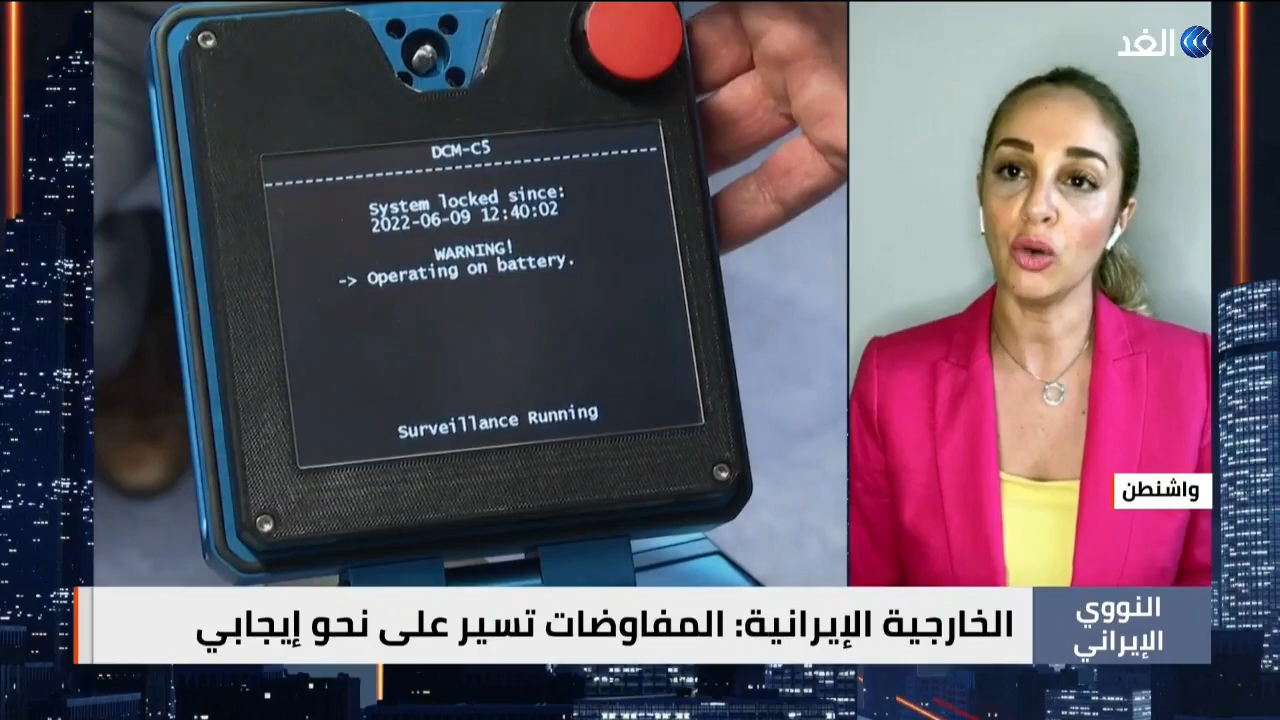 الغد
DCM-C5
System locked since:
2022-06-09 12:40:02
WARNING!
-> Operating on battery.
Surveillance Running
واشنطن
النووي
الإيراني
الخارجية الإيرانية: المفاوضات تسير على نحو إيجابي